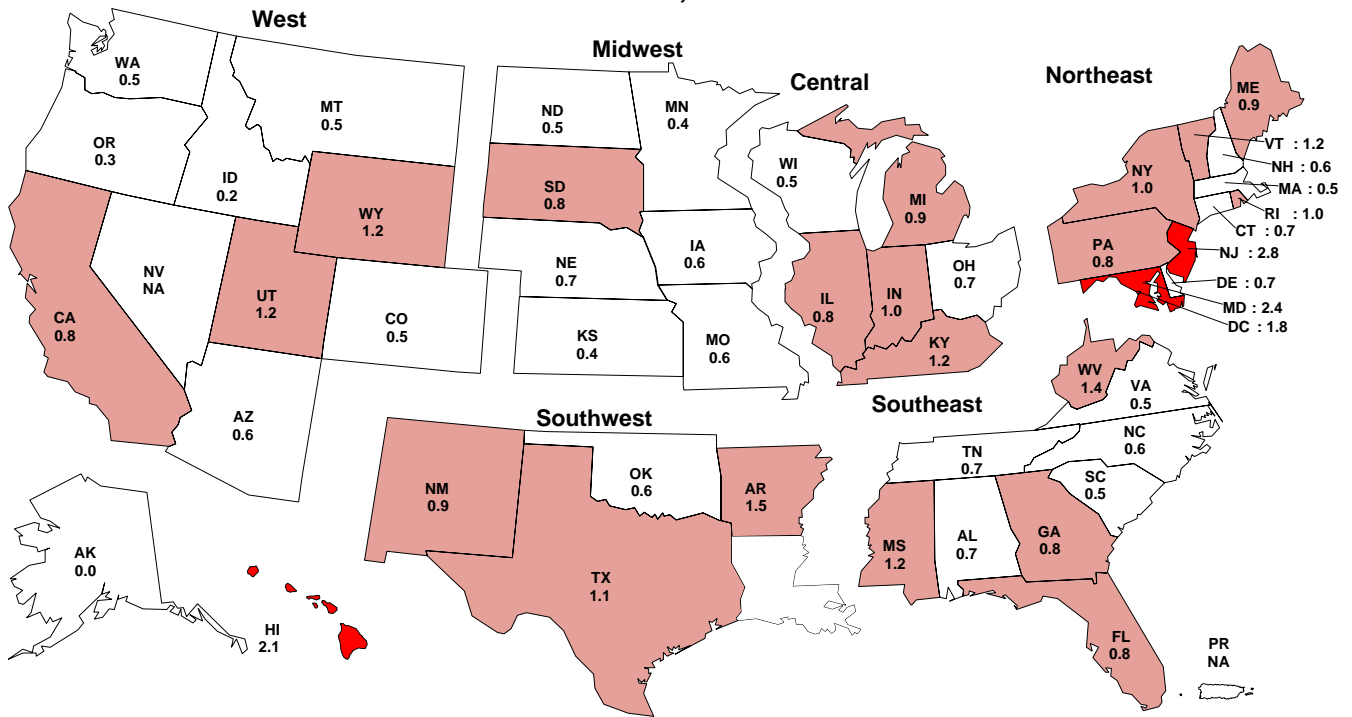 West
WA
0.5
OR
0.3
CA
0.8
NV
NA
ID
0.2
MT
0.5
WY
1.2
UT
1.2
CO
0.5
AZ
0.6
AK
0.0
HI
2.1
Midwest
ND
0.5
MN
0.4
SD
0.8
NE
0.7
IA
0.6
KS
0.4
MO
0.6
Central
WI
0.5
MI
0.9
IL
0.8
IN
1.0
OH
0.7
KY
1.2
Northeast
ME
0.9
VT : 1.2
NH : 0.6
NY
1.0
MA : 0.5
RI : 1.0
CT : 0.7
PA
0.8
NJ : 2.8
DE : 0.7
MD : 2.4
DC : 1.8
Southwest
NM
0.9
OK
0.6
AR
1.5
TX
1.1
Southeast
WV
1.4
VA
0.5
TN
0.7
NC
0.6
SC
0.5
MS
1.2
AL
0.7
GA
0.8
FL
0.8
PR
NA